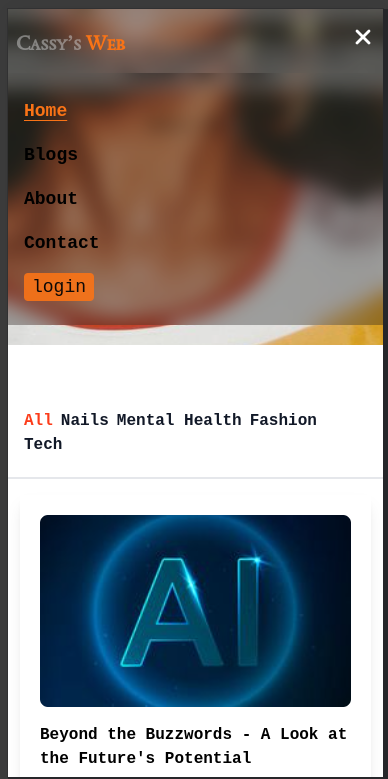 Cassy's Web
Home
Blogs
About
Contact
login
All Nails Mental Health Fashion
Tech
AI
Beyond the Buzzwords - A Look at
the Future's Potential